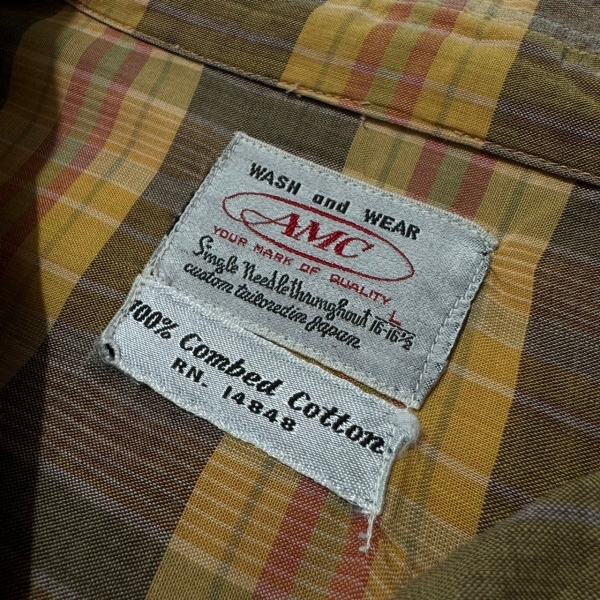 WASH and WEAR
AMC
YOUR MARK OF QUALITY
L
Single Needle throughout 16-16½
custom tailored in Japan
100% Combed Cotton
RN. 14848